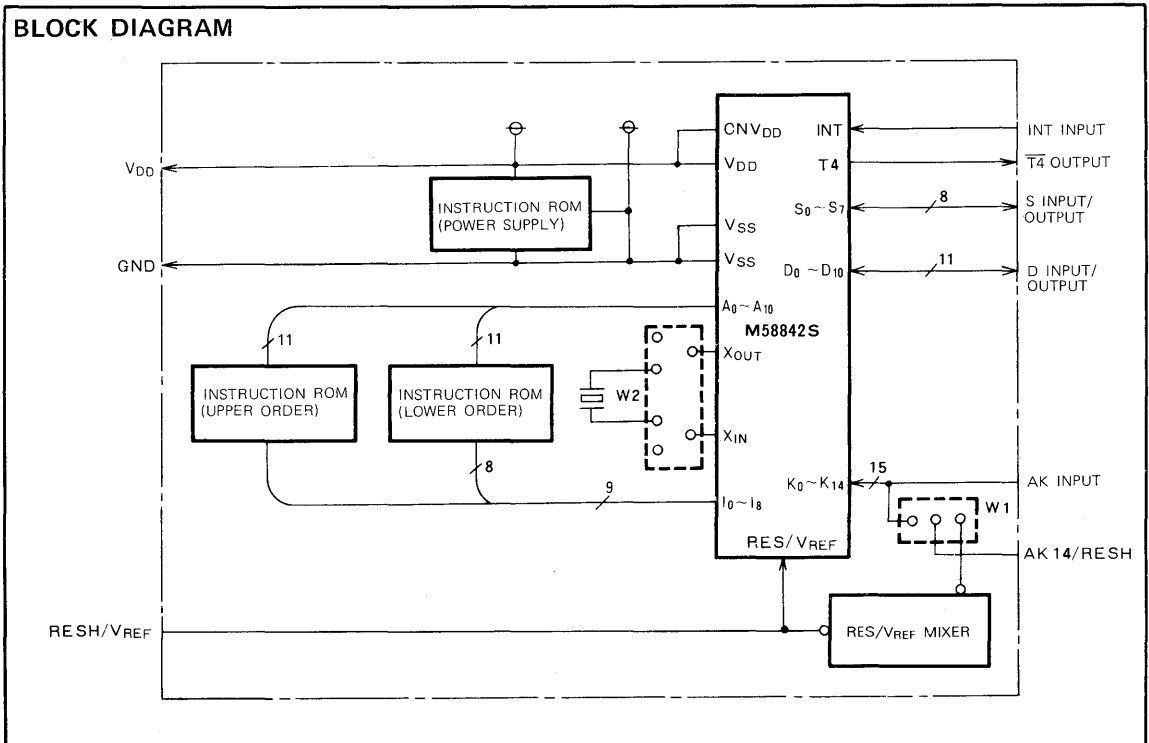 BLOCK DIAGRAM
CNVDD
INT
INT INPUT
VDD
VDD
T4
T4 OUTPUT
INSTRUCTION ROM
(POWER SUPPLY)
S0~S7
8
S INPUT/
OUTPUT
VSS
GND
VSS
D0~D10
11
D INPUT/
OUTPUT
A0~A10
M58842S
11
11
XOUT
INSTRUCTION ROM
(UPPER ORDER)
INSTRUCTION ROM
(LOWER ORDER)
W2
XIN
8
9
I0~I8
K0~K14
15
AK INPUT
W1
RES/VREF
AK 14/RESH
RESH/VREF
RES/VREF MIXER